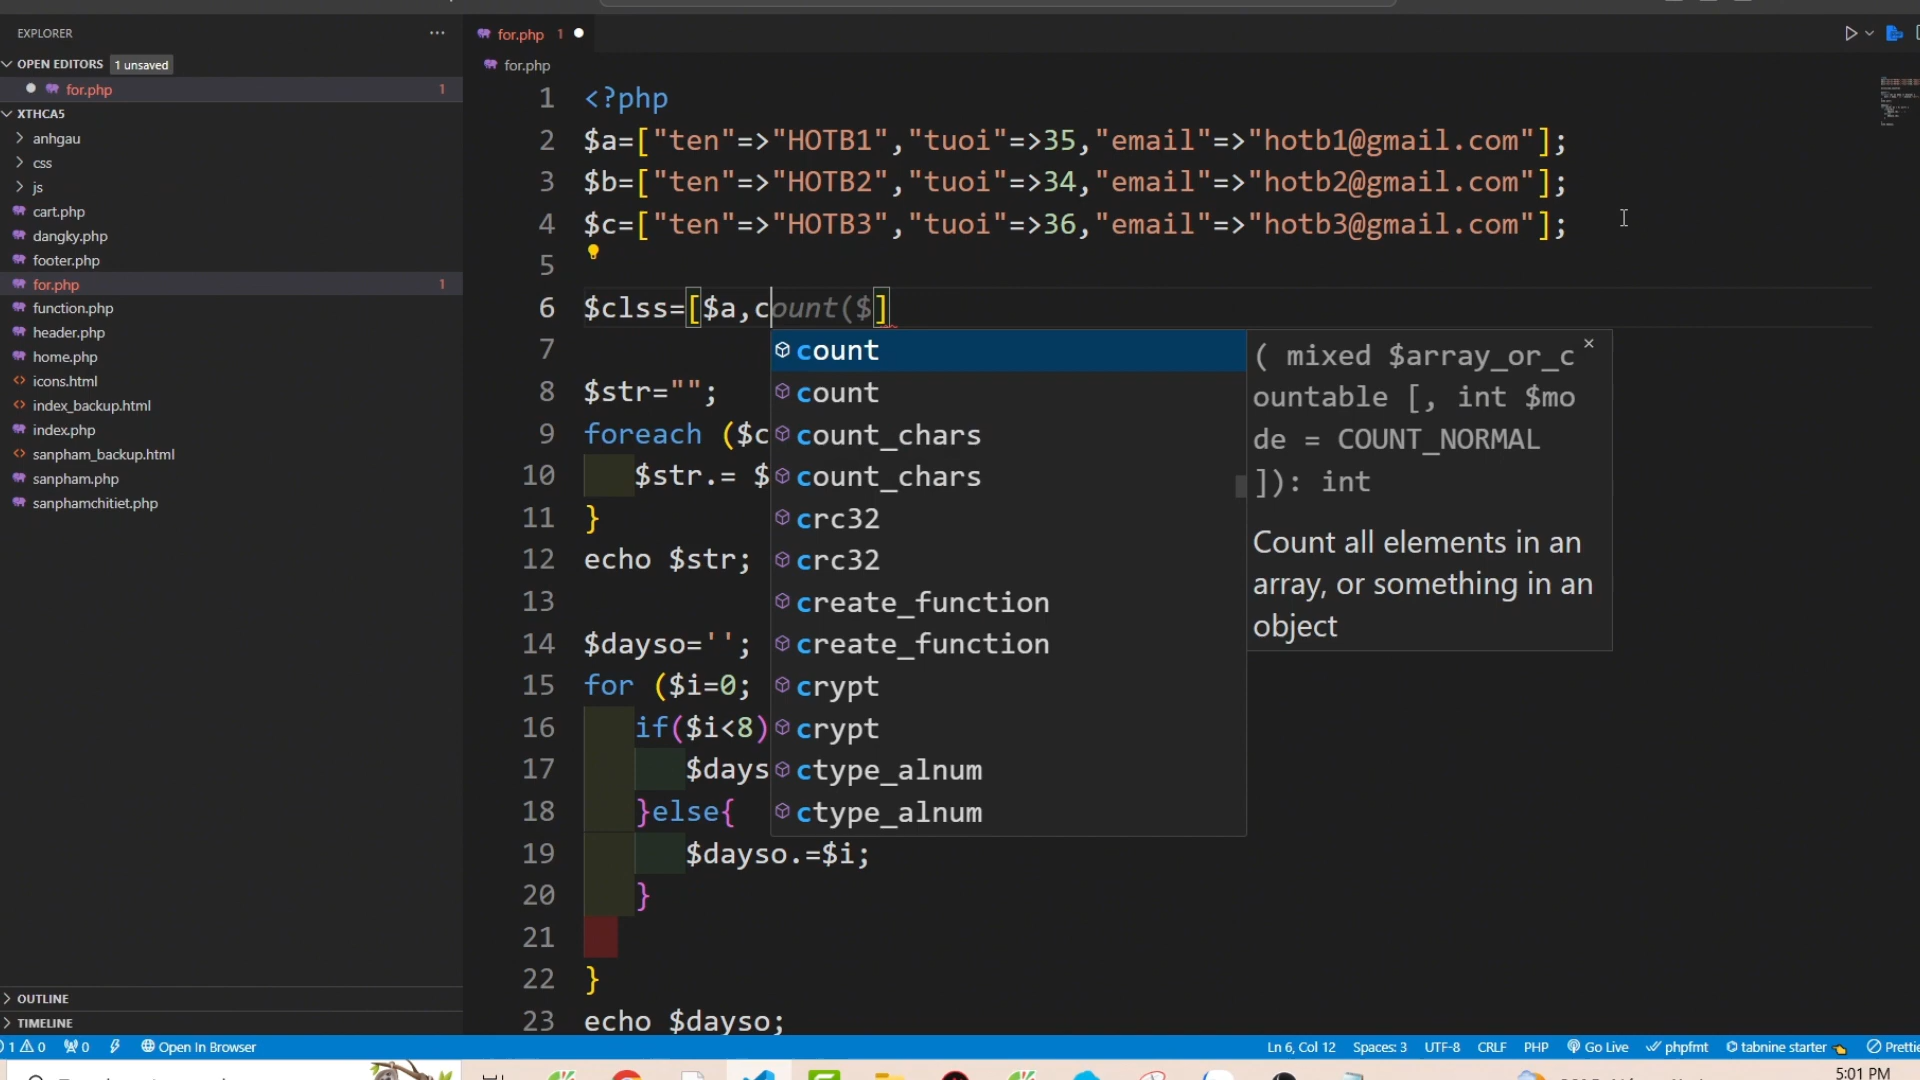 EXPLORER
OPEN EDITORS 1 unsaved
for.php 1
XTHCA5
anhgau
css
js
cart.php
dangky.php
footer.php
for.php 1
function.php
header.php
home.php
icons.html
index_backup.html
index.php
sanpham_backup.html
sanpham.php
sanphamchitiet.php
OUTLINE
TIMELINE
for.php 1
for.php
1 <?php
2 $a=["ten"=>"HOTB1","tuoi"=>35,"email"=>"hotb1@gmail.com"];
3 $b=["ten"=>"HOTB2","tuoi"=>34,"email"=>"hotb2@gmail.com"];
4 $c=["ten"=>"HOTB3","tuoi"=>36,"email"=>"hotb3@gmail.com"];
5
6 $clss=[$a,count($]
7
8 $str="";
9 foreach ($c
10 $str.= $
11 }
12 echo $str;
13
14 $dayso='';
15 for ($i=0;
16 if($i<8)
17 $days
18 }else{
19 $dayso.=$i;
20 }
21
22 }
23 echo $dayso;
count
count
count_chars
count_chars
crc32
crc32
create_function
create_function
crypt
crypt
ctype_alnum
ctype_alnum
( mixed $array_or_c
ountable [, int $mo
de = COUNT_NORMAL
]): int
Count all elements in an
array, or something in an
object
1 0 0 Open In Browser Ln 6, Col 12 Spaces: 3 UTF-8 CRLF PHP Go Live phpfmt tabnine starter Prettie
5:01 PM